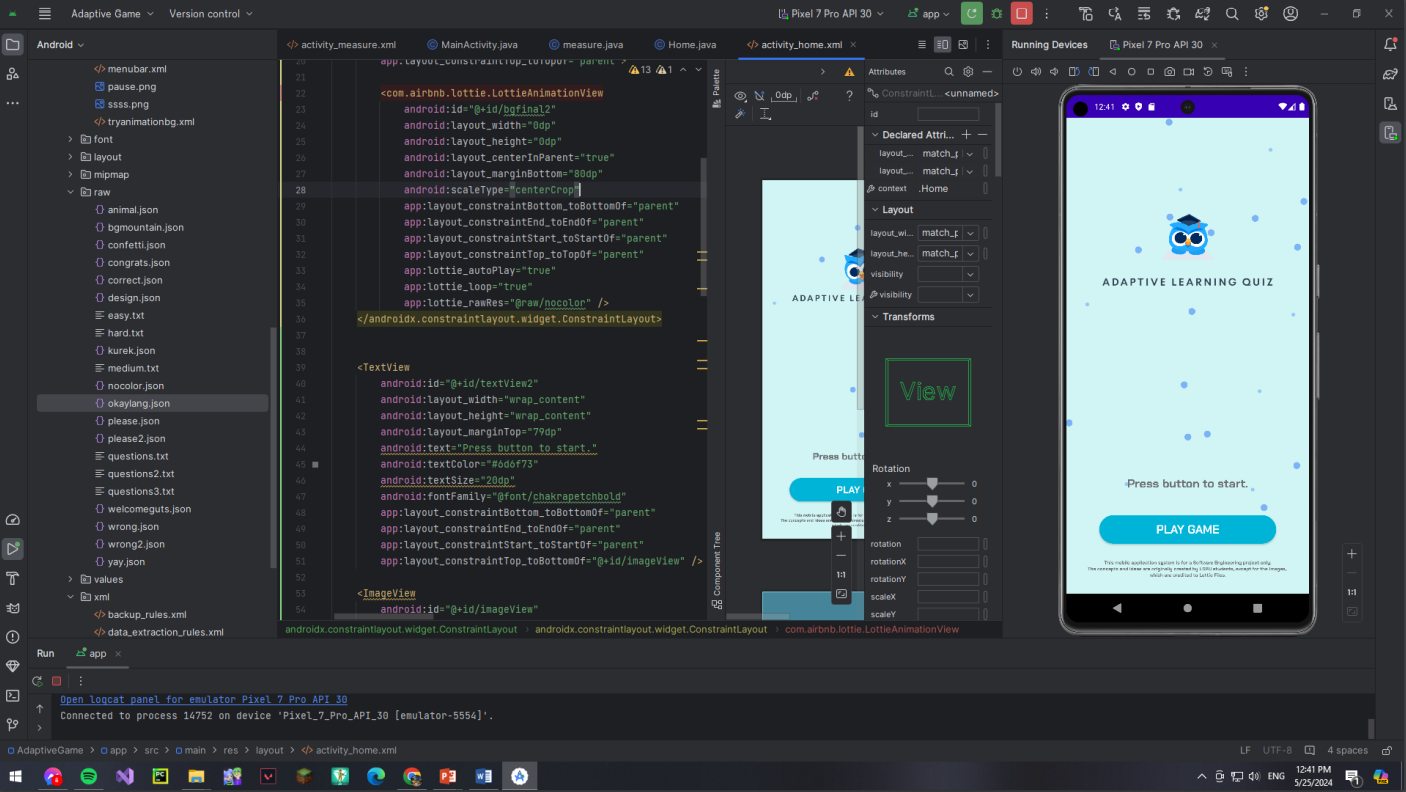 Adaptive Game
Version control
Pixel 7 Pro API 30
app
Android
activity_measure.xml
MainActivity.java
measure.java
Home.java
activity_home.xml
Running Devices
Pixel 7 Pro API 30
menubar.xml
pause.png
ssss.png
tryanimationbg.xml
font
layout
mipmap
raw
animal.json
bgmountain.json
confetti.json
congrats.json
correct.json
design.json
easy.txt
hard.txt
kurek.json
medium.txt
nocolor.json
okaylang.json
please.json
please2.json
questions.txt
questions2.txt
questions3.txt
welcomeguts.json
wrong.json
wrong2.json
yay.json
values
xml
backup_rules.xml
data_extraction_rules.xml
13 1
20 app:layout_constraintTop_toTopOf="parent">
21
22 <com.airbnb.lottie.LottieAnimationView
23 android:id="@+id/bgfinal2"
24 android:layout_width="0dp"
25 android:layout_height="0dp"
26 android:layout_centerInParent="true"
27 android:layout_marginBottom="80dp"
28 android:scaleType="centerCrop"
29 app:layout_constraintBottom_toBottomOf="parent"
30 app:layout_constraintEnd_toEndOf="parent"
31 app:layout_constraintStart_toStartOf="parent"
32 app:layout_constraintTop_toTopOf="parent"
33 app:lottie_autoPlay="true"
34 app:lottie_loop="true"
35 app:lottie_rawRes="@raw/nocolor" />
36 </androidx.constraintlayout.widget.ConstraintLayout>
37
38
39 <TextView
40 android:id="@+id/textView2"
41 android:layout_width="wrap_content"
42 android:layout_height="wrap_content"
43 android:layout_marginTop="79dp"
44 android:text="Press button to start."
45 android:textColor="#6d6f73"
46 android:textSize="20dp"
47 android:fontFamily="@font/chakrapetchbold"
48 app:layout_constraintBottom_toBottomOf="parent"
49 app:layout_constraintEnd_toEndOf="parent"
50 app:layout_constraintStart_toStartOf="parent"
51 app:layout_constraintTop_toBottomOf="@+id/imageView" />
52
53 <ImageView
54 android:id="@+id/imageView"
androidx.constraintlayout.widget.ConstraintLayout
androidx.constraintlayout.widget.ConstraintLayout
com.airbnb.lottie.LottieAnimationView
Palette
Component Tree
0dp
ADAPTIVE LEA
Press butto
PLAY
1:1
Attributes
ConstraintL... <unnamed>
id
Declared Attri...
layout_... match_p
layout_... match_p
context .Home
Layout
layout_wi... match_p
layout_he... match_p
visibility
visibility
Transforms
View
Rotation
x 0
y 0
z 0
rotation
rotationX
rotationY
scaleX
scaleY
12:41
ADAPTIVE LEARNING QUIZ
Press button to start.
PLAY GAME
This mobile application system is for a Software Engineering project only.
The concepts and ideas are originally created by students, except for the images,
which are credited to Lottie Files.
1:1
Run
app
Open logcat panel for emulator Pixel 7 Pro API 30
Connected to process 14752 on device 'Pixel_7_Pro_API_30 [emulator-5554]'.
AdaptiveGame > app > src > main > res > layout > activity_home.xml
LF
UTF-8
4 spaces
ENG
12:41 PM
5/25/2024